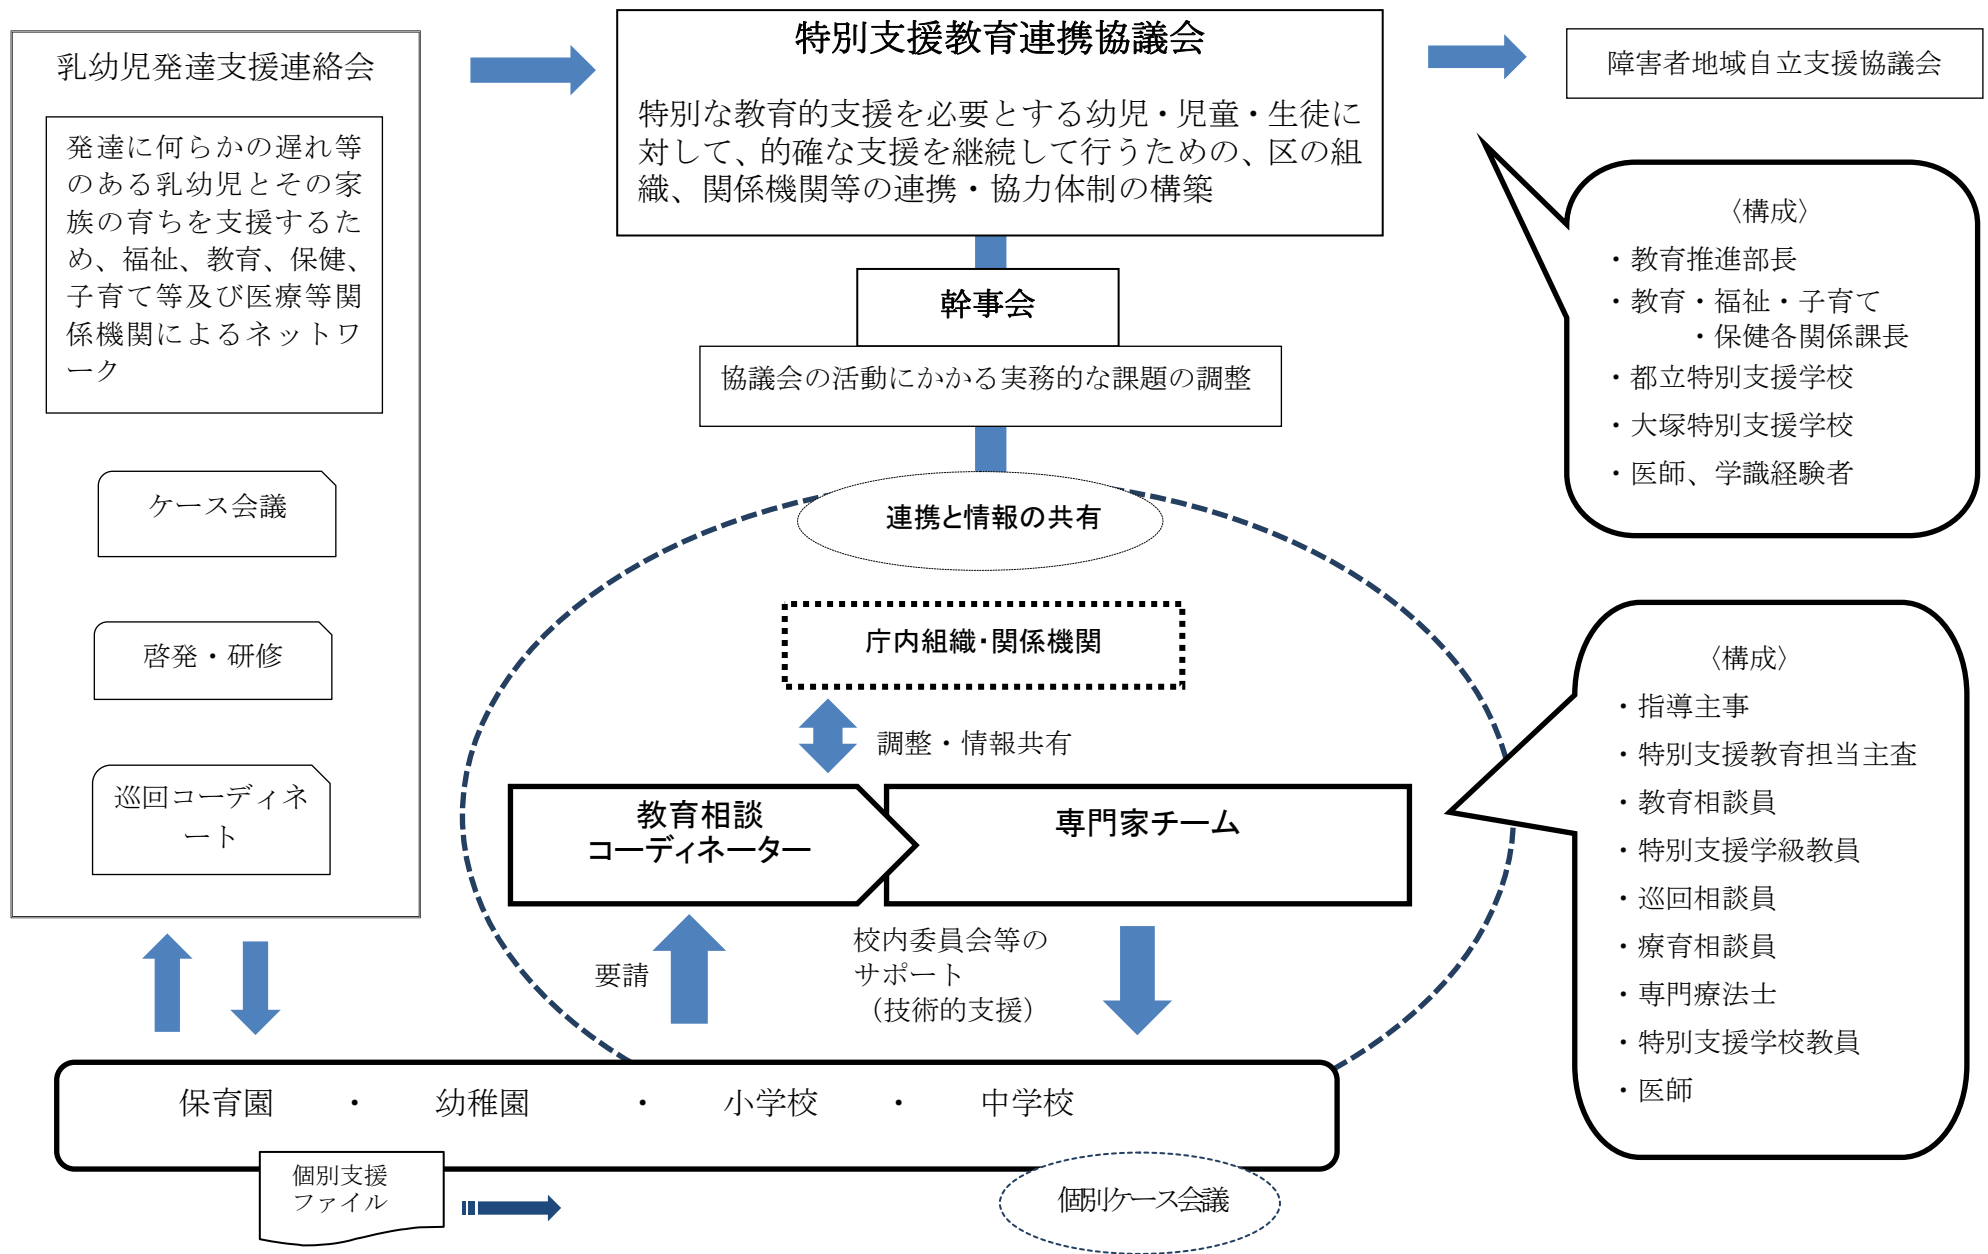 乳幼児発達支援連絡会
発達に何らかの遅れ等
のある乳幼児とその家
族の育ちを支援するた
め、福祉、教育、保健、
子育て等及び医療等関
係機関によるネットワ
ーク
ケース会議
啓発・研修
巡回コーディネ
ート
特別支援教育連携協議会
特別な教育的支援を必要とする幼児・児童・生徒に
対して、的確な支援を継続して行うための、区の組
織、関係機関等の連携・協力体制の構築
幹事会
協議会の活動にかかる実務的な課題の調整
連携と情報の共有
庁内組織・関係機関
調整・情報共有
教育相談
コーディネーター
専門家チーム
要請
校内委員会等の
サポート
（技術的支援）
障害者地域自立支援協議会
〈構成〉
・教育推進部長
・教育・福祉・子育て
・保健各関係課長
・都立特別支援学校
・大塚特別支援学校
・医師、学識経験者
〈構成〉
・指導主事
・特別支援教育担当主査
・教育相談員
・特別支援学級教員
・巡回相談員
・療育相談員
・専門療法士
・特別支援学校教員
・医師
保育園 ・ 幼稚園 ・ 小学校 ・ 中学校
個別支援
ファイル
個別ケース会議